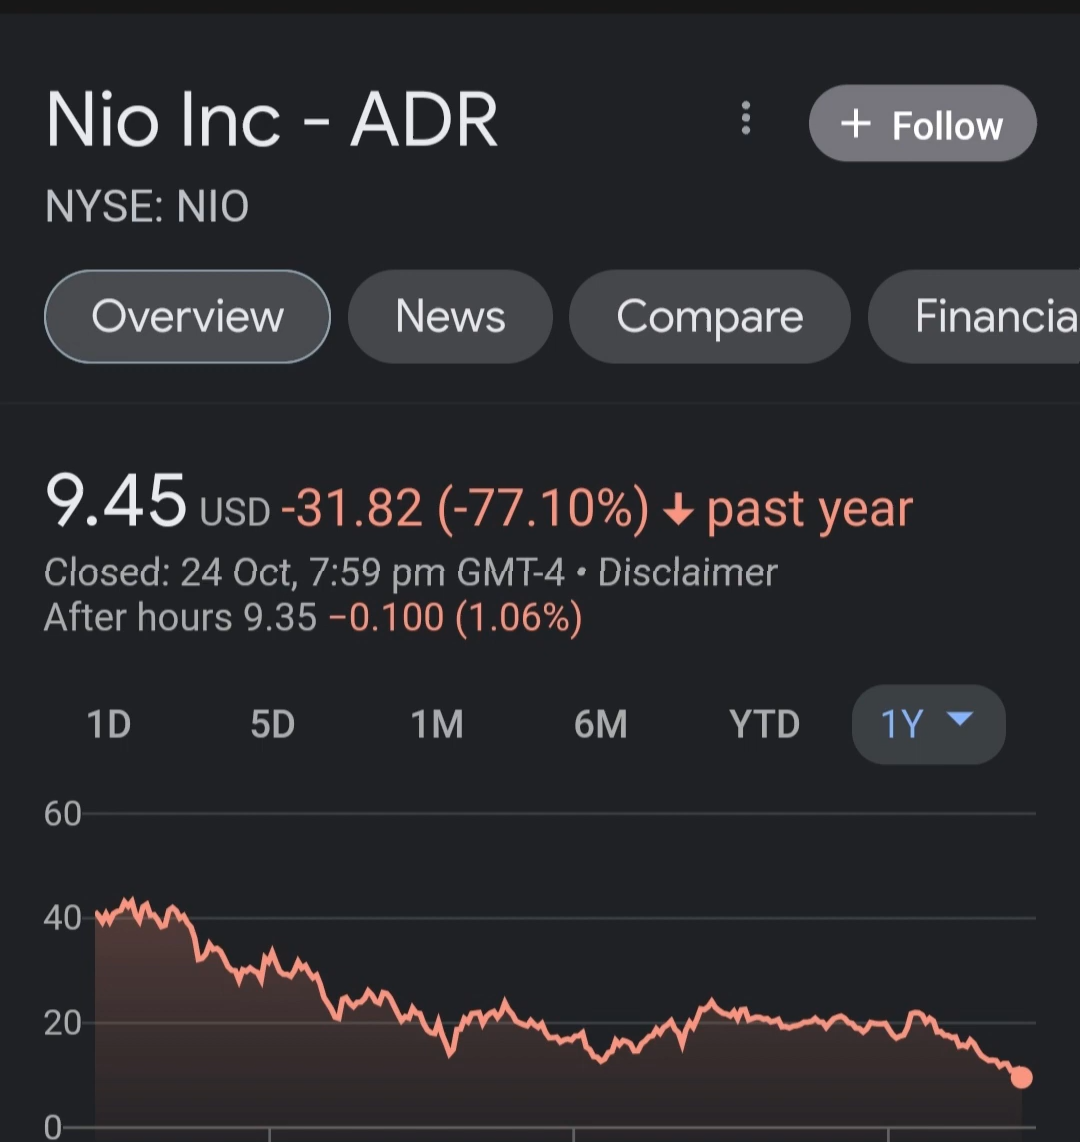 Nio Inc - ADR
+ Follow
NYSE: NIO
Overview News Compare Financia
9.45 USD -31.82 (-77.10%) ↓ past year
Closed: 24 Oct, 7:59 pm GMT-4 • Disclaimer
After hours 9.35 −0.100 (1.06%)
1D 5D 1M 6M YTD 1Y
60
40
20
0